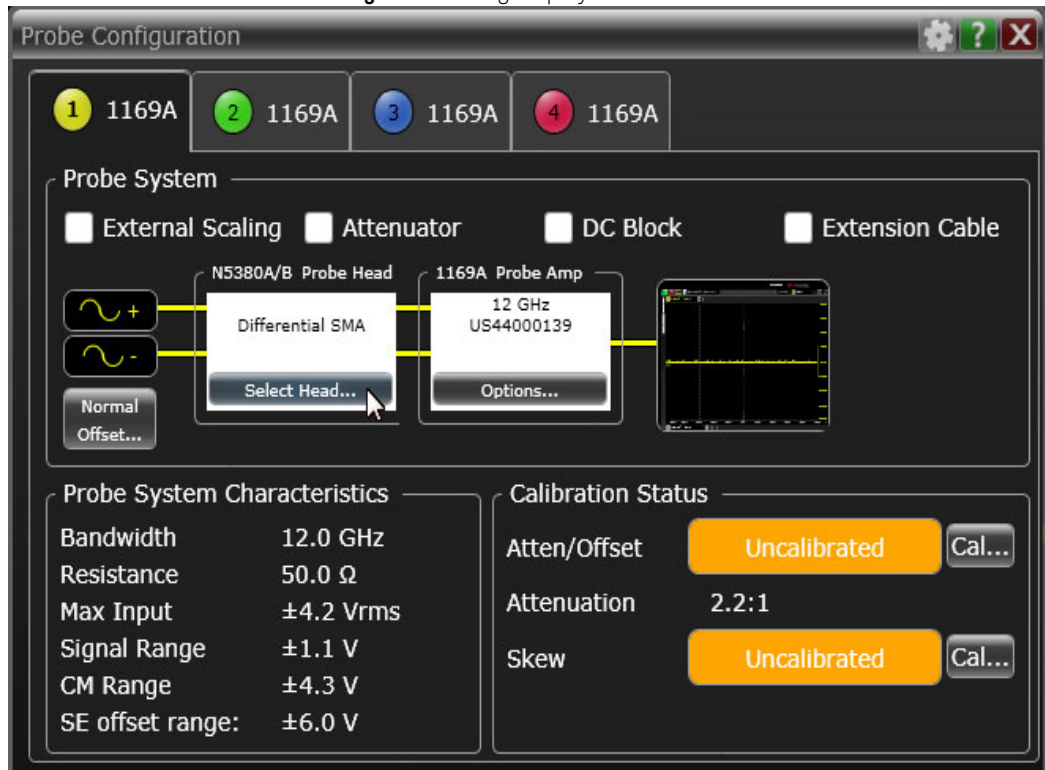 Probe Configuration ? X
1 1169A 2 1169A 3 1169A 4 1169A
Probe System
External Scaling Attenuator DC Block Extension Cable
N5380A/B Probe Head 1169A Probe Amp
+ Differential SMA 12 GHz
US44000139
-
Select Head... Options...
Normal
Offset...
Probe System Characteristics
Bandwidth 12.0 GHz
Resistance 50.0 Ω
Max Input ±4.2 Vrms
Signal Range ±1.1 V
CM Range ±4.3 V
SE offset range: ±6.0 V
Calibration Status
Atten/Offset Uncalibrated Cal...
Attenuation 2.2:1
Skew Uncalibrated Cal...